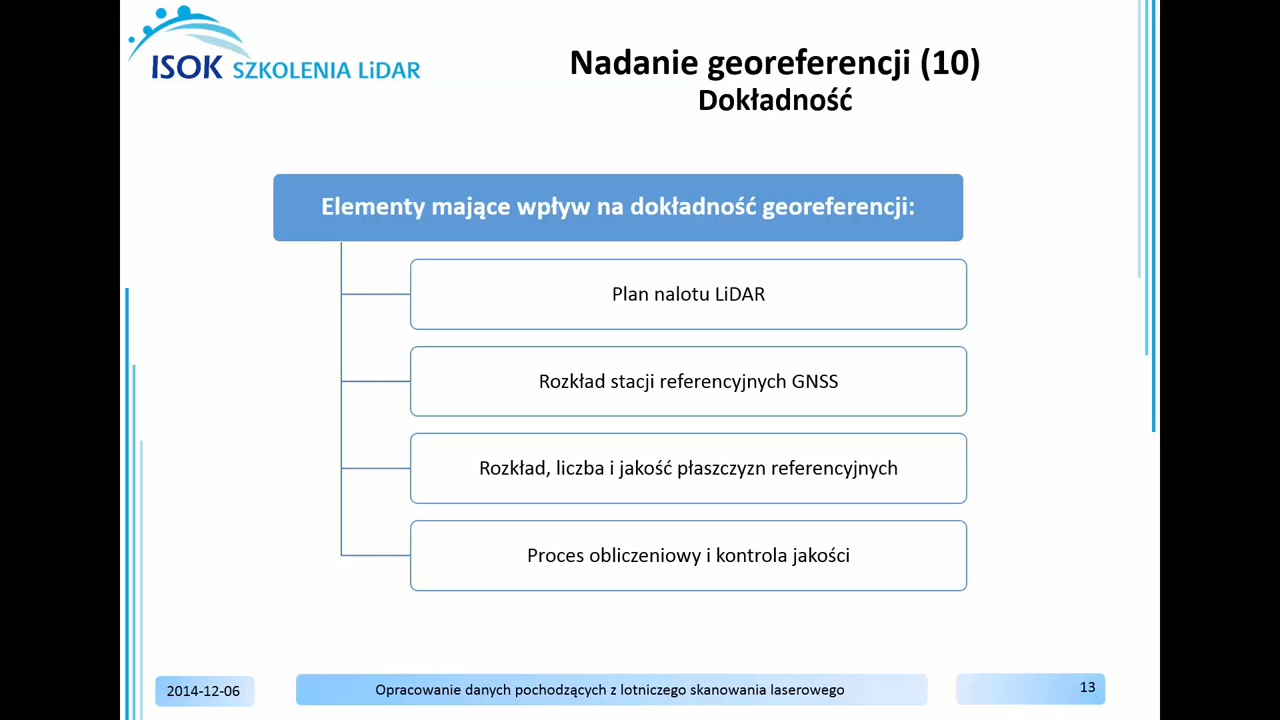 ISOK SZKOLENIA LiDAR
Nadanie georeferencji (10)
Dokładność
Elementy mające wpływ na dokładność georeferencji:
Plan nalotu LiDAR
Rozkład stacji referencyjnych GNSS
Rozkład, liczba i jakość płaszczyzn referencyjnych
Proces obliczeniowy i kontrola jakości
2014-12-06
Opracowanie danych pochodzących z lotniczego skanowania laserowego
13